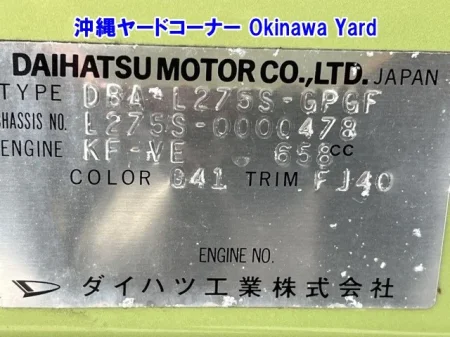 沖縄ヤードコーナー Okinawa Yard
DAIHATSU MOTOR CO., LTD. JAPAN
TYPE DBA-L275S-GPGF
CHASSIS NO. L275S-0000478
ENGINE KF-VE 658CC
COLOR G41 TRIM FJ40
ENGINE NO.
ダイハツ工業株式会社